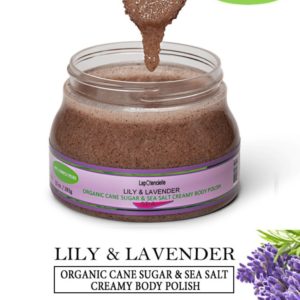 LILY & LAVENDER
ORGANIC CANE SUGAR & SEA SALT CREAMY BODY POLISH
LILY & LAVENDER
ORGANIC CANE SUGAR & SEA SALT
CREAMY BODY POLISH